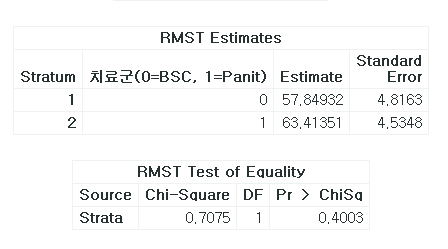 RMST Estimates
Stratum 치료군(0=BSC, 1=Panit) Estimate Standard Error
1 0 57.84932 4.8163
2 1 63.41351 4.5348
RMST Test of Equality
Source Chi-Square DF Pr > ChiSq
Strata 0.7075 1 0.4003